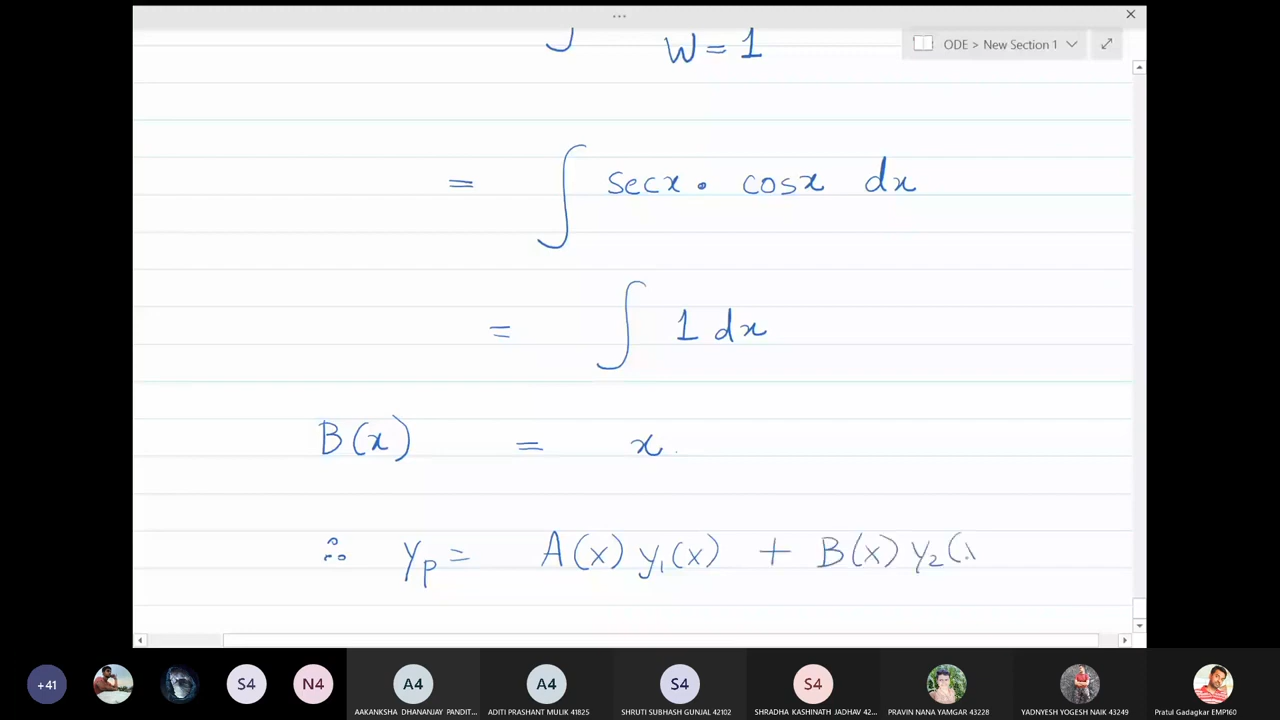 ODE > New Section 1
W = 1
= ∫ secx · cosx dx
= ∫ 1 dx
B(x) = x.
∴ yp = A(x) y1(x) + B(x) y2(x
+41
S4
N4
A4
A4
S4
S4
AAKANKSHA DHANANJAY PANDIT...
ADITI PRASHANT MULIK 41825
SHRUTI SUBHASH GUNJAL 42102
SHRADHA KASHINATH JADHAV 42...
PRAVIN NANA YAMGAR 43228
YADNYESH YOGESH NAIK 43249
Pratul Gadagkar EMP160